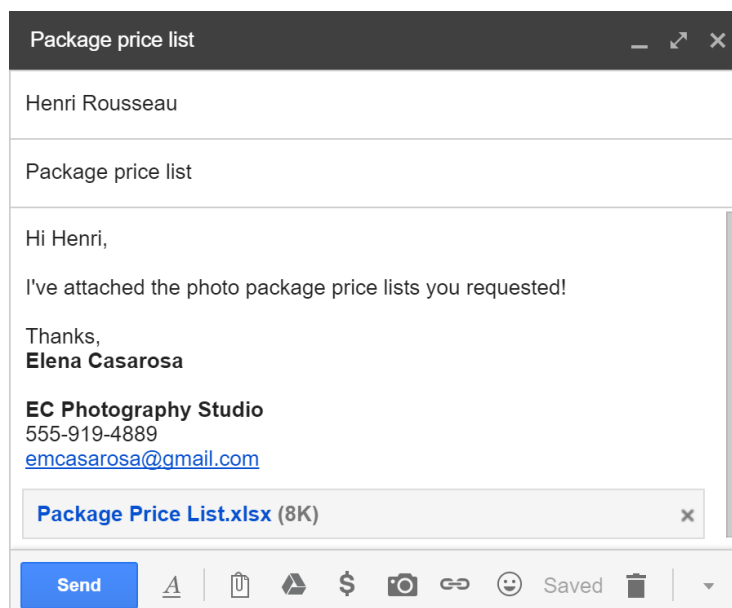 Package price list
Henri Rousseau
Package price list
Hi Henri,
I've attached the photo package price lists you requested!
Thanks,
Elena Casarosa
EC Photography Studio
555-919-4889
emcasarosa@gmail.com
Package Price List.xlsx (8K)
Send A $ Saved